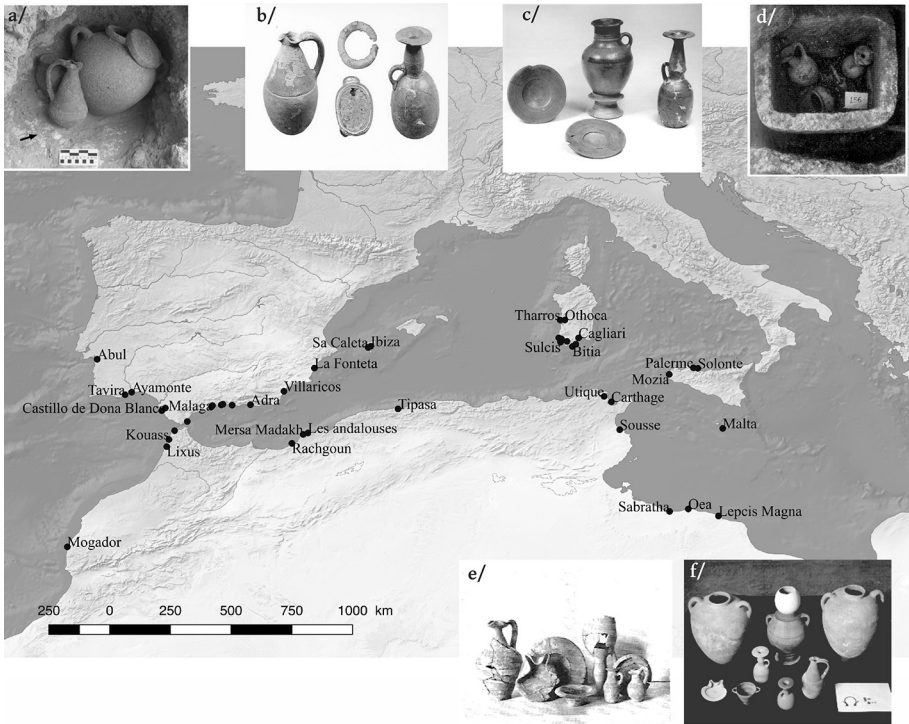 a/
b/
c/
d/
156
Tharros Othoca
Cagliari
Sulcis
Bitia
Sa Caleta Ibiza
Abul
La Fonteta
Palerme Solonte
Mozia
Tavira Ayamonte
Villaricos
Utique
Castillo de Dona Blanca Malaga
Adra
Tipasa
Carthage
Kouass
Mersa Madakh Les andalouses
Sousse
Malta
Lixus
Rachgoun
Sabratha
Oea
Lepcis Magna
Mogador
250 0 250 500 750 1000 km
e/
f/